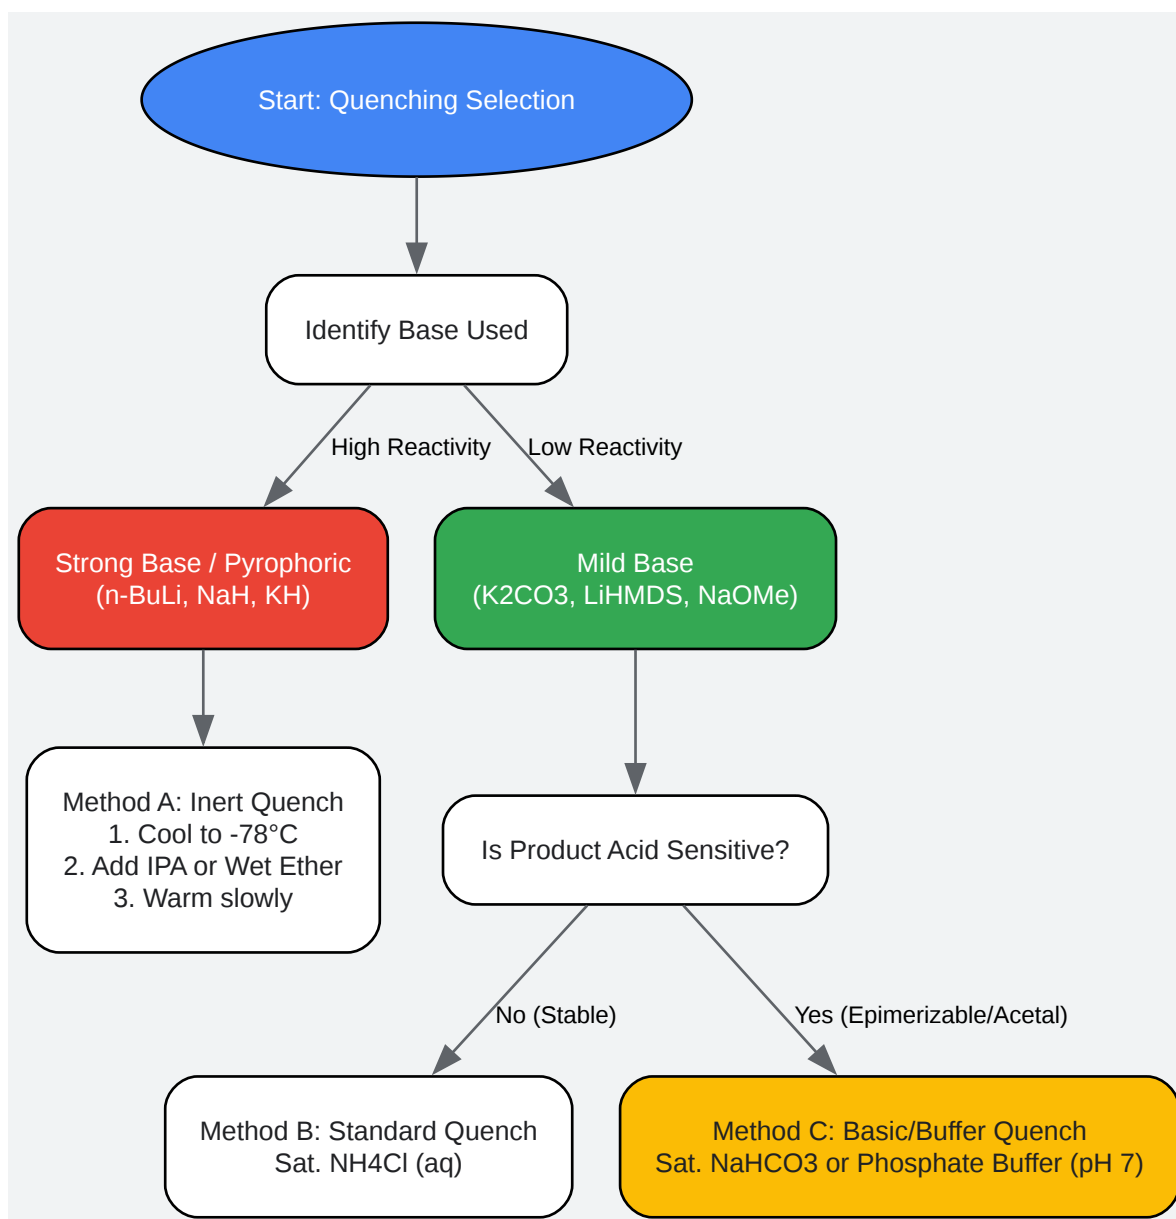 Start: Quenching Selection
Identify Base Used
High Reactivity
Low Reactivity
Strong Base / Pyrophoric
(n-BuLi, NaH, KH)
Mild Base
(K2CO3, LiHMDS, NaOMe)
Method A: Inert Quench
1. Cool to -78°C
2. Add IPA or Wet Ether
3. Warm slowly
Is Product Acid Sensitive?
No (Stable)
Yes (Epimerizable/Acetal)
Method B: Standard Quench
Sat. NH4Cl (aq)
Method C: Basic/Buffer Quench
Sat. NaHCO3 or Phosphate Buffer (pH 7)